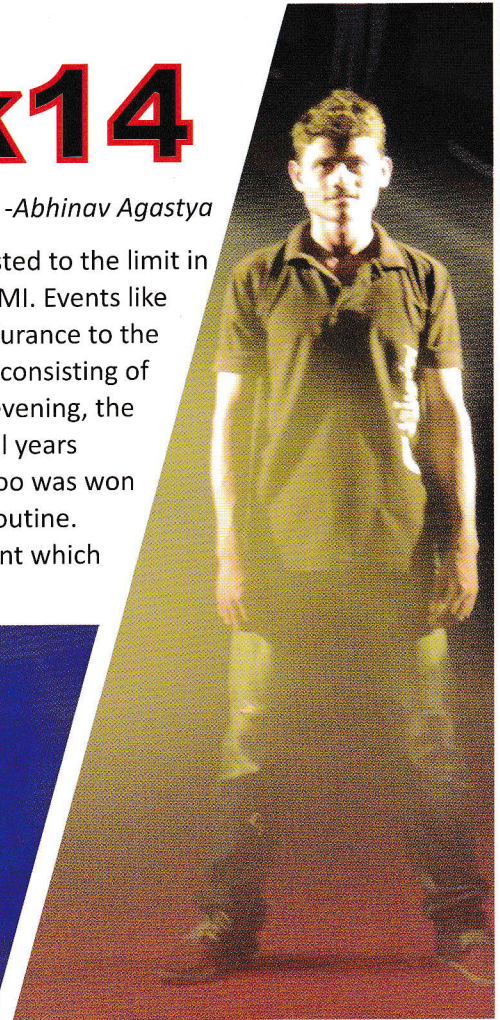 k14
-Abhinav Agastya
sted to the limit in
MI. Events like
urance to the
consisting of
evening, the
l years
oo was won
outine.
nt which